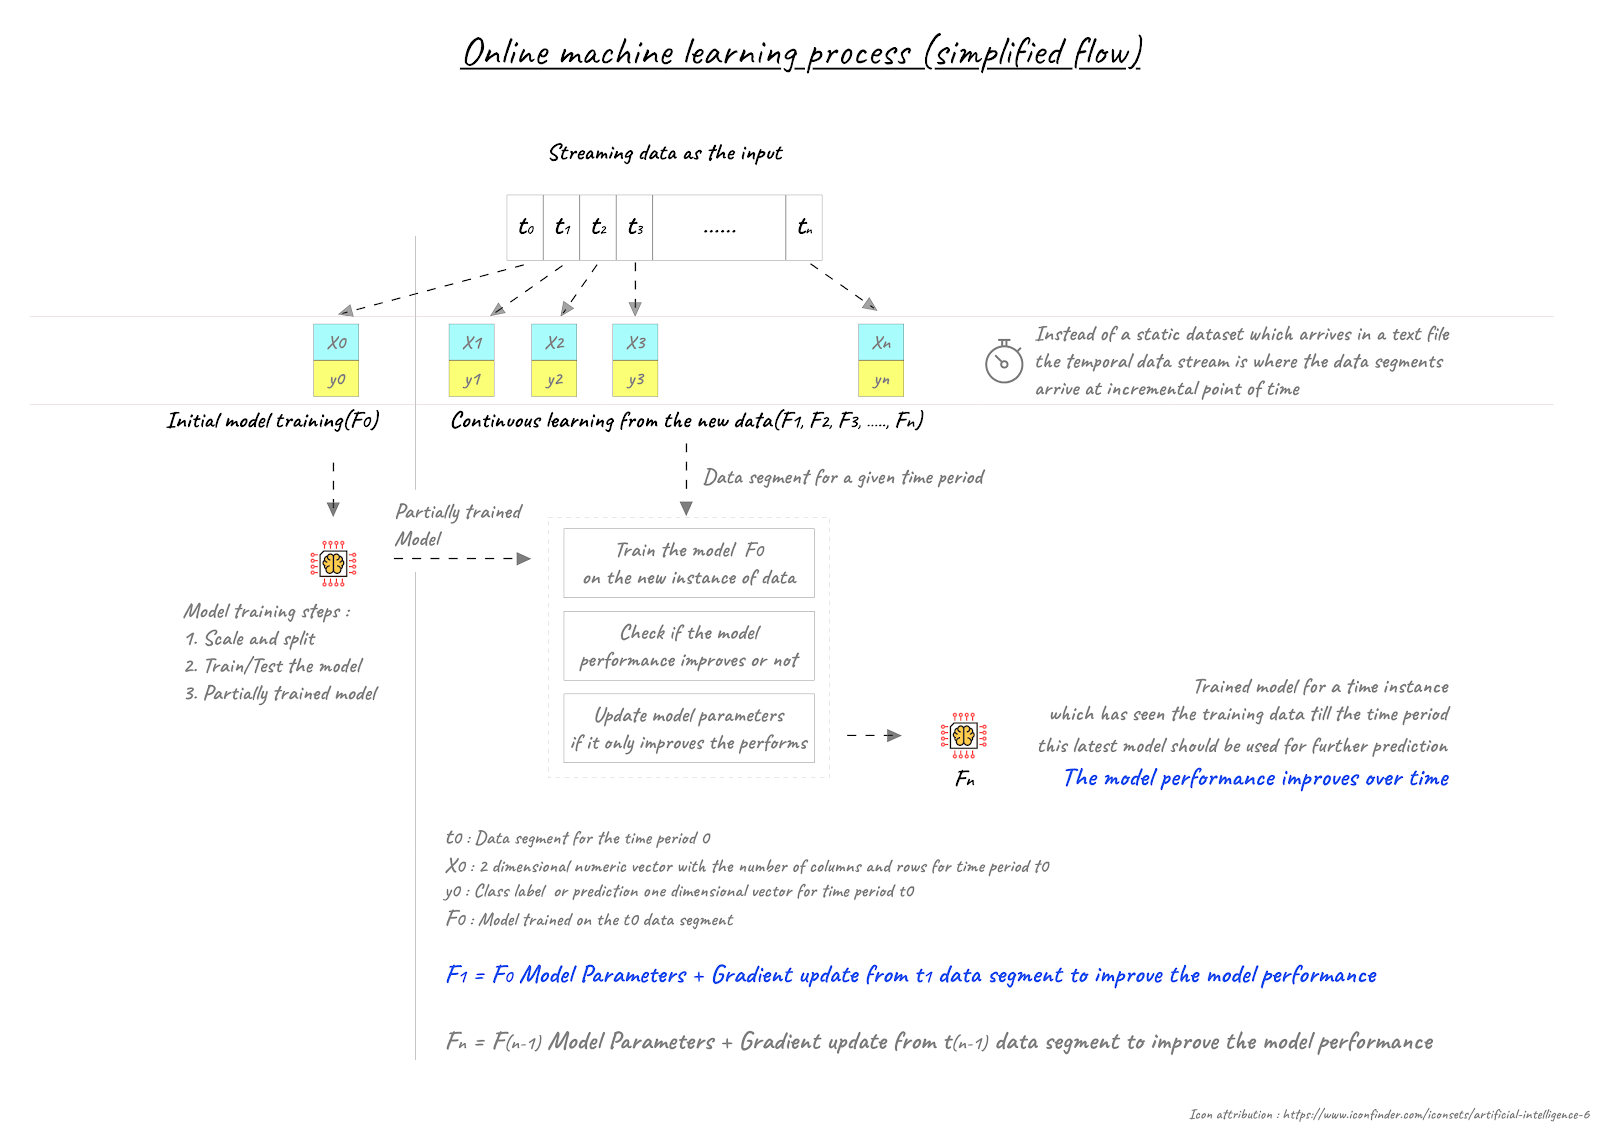 Online machine learning process (simplified flow)
Streaming data as the input
t0 t1 t2 t3 ...... tn
X0 X1 X2 X3 Xn
y0 y1 y2 y3 yn
Instead of a static dataset which arrives in a text file
the temporal data stream is where the data segments
arrive at incremental point of time
Initial model training(F0)
Continuous learning from the new data(F1, F2, F3, ....., Fn)
Data segment for a given time period
Partially trained
Model
Train the model F0
on the new instance of data
Check if the model
performance improves or not
Update model parameters
if it only improves the performs
Model training steps :
1. Scale and split
2. Train/Test the model
3. Partially trained model
Fn
Trained model for a time instance
which has seen the training data till the time period
this latest model should be used for further prediction
The model performance improves over time
t0 : Data segment for the time period 0
X0 : 2 dimensional numeric vector with the number of columns and rows for time period t0
y0 : Class label or prediction one dimensional vector for time period t0
F0 : Model trained on the t0 data segment
F1 = F0 Model Parameters + Gradient update from t1 data segment to improve the model performance
Fn = F(n-1) Model Parameters + Gradient update from t(n-1) data segment to improve the model performance
Icon attribution : https://www.iconfinder.com/iconsets/artificial-intelligence-6